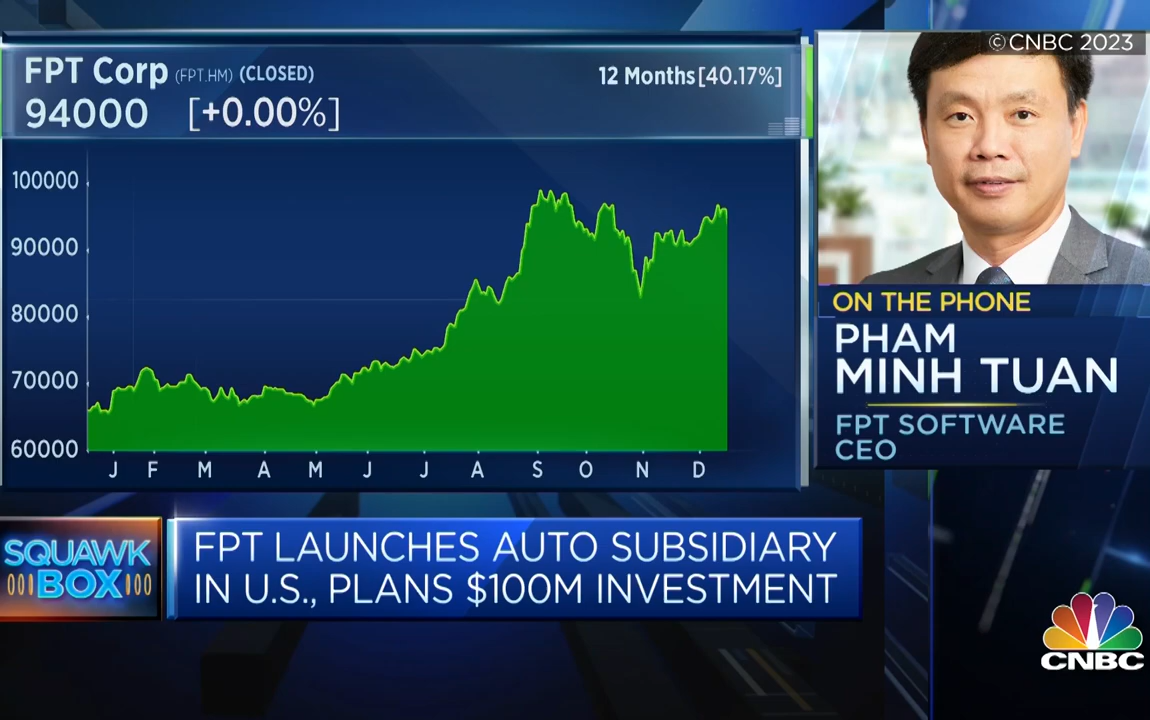 FPT Corp (FPT.HM) (CLOSED)
12 Months[40.17%]
94000 [+0.00%]
100000
90000
80000
70000
60000
J F M A M J J A S O N D
© CNBC 2023
ON THE PHONE
PHAM
MINH TUAN
FPT SOFTWARE
CEO
SQUAWK
BOX
FPT LAUNCHES AUTO SUBSIDIARY
IN U.S., PLANS $100M INVESTMENT
CNBC